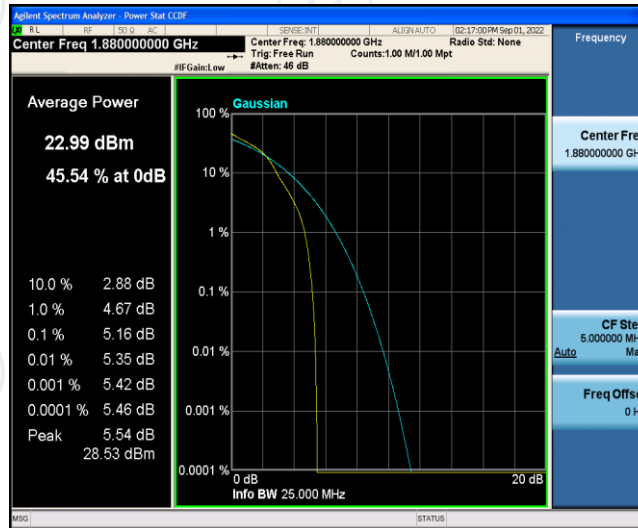 Agilent Spectrum Analyzer - Power Stat CCDF
RL RF 50 Ω AC SENSE:INT ALIGN AUTO 02:17:00 PM Sep 01, 2022
Center Freq 1.880000000 GHz
Center Freq: 1.880000000 GHz Radio Std: None
Trig: Free Run Counts:1.00 M/1.00 Mpt
#IFGain:Low #Atten: 46 dB
Frequency
Average Power
22.99 dBm
45.54 % at 0dB
10.0 % 2.88 dB
1.0 % 4.67 dB
0.1 % 5.16 dB
0.01 % 5.35 dB
0.001 % 5.42 dB
0.0001 % 5.46 dB
Peak 5.54 dB
28.53 dBm
Gaussian
100 %
10 %
1 %
0.1 %
0.01 %
0.001 %
0.0001 %
0 dB 20 dB
Info BW 25.000 MHz
Center Fre
1.880000000 GH
CF Ste
5.000000 MH
Auto Ma
Freq Offse
0 H
MSG STATUS